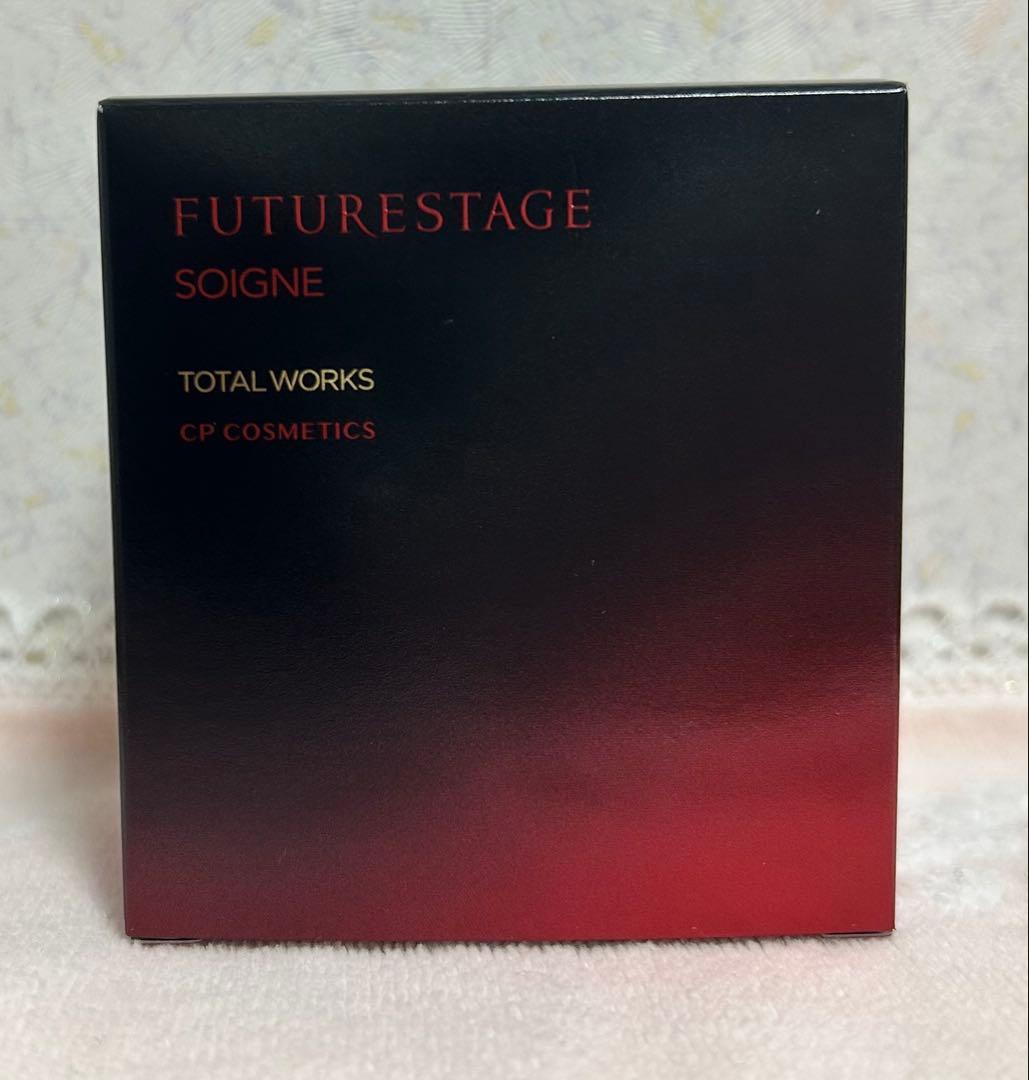 FUTURESTAGE
SOIGNE
TOTAL WORKS
CP COSMETICS